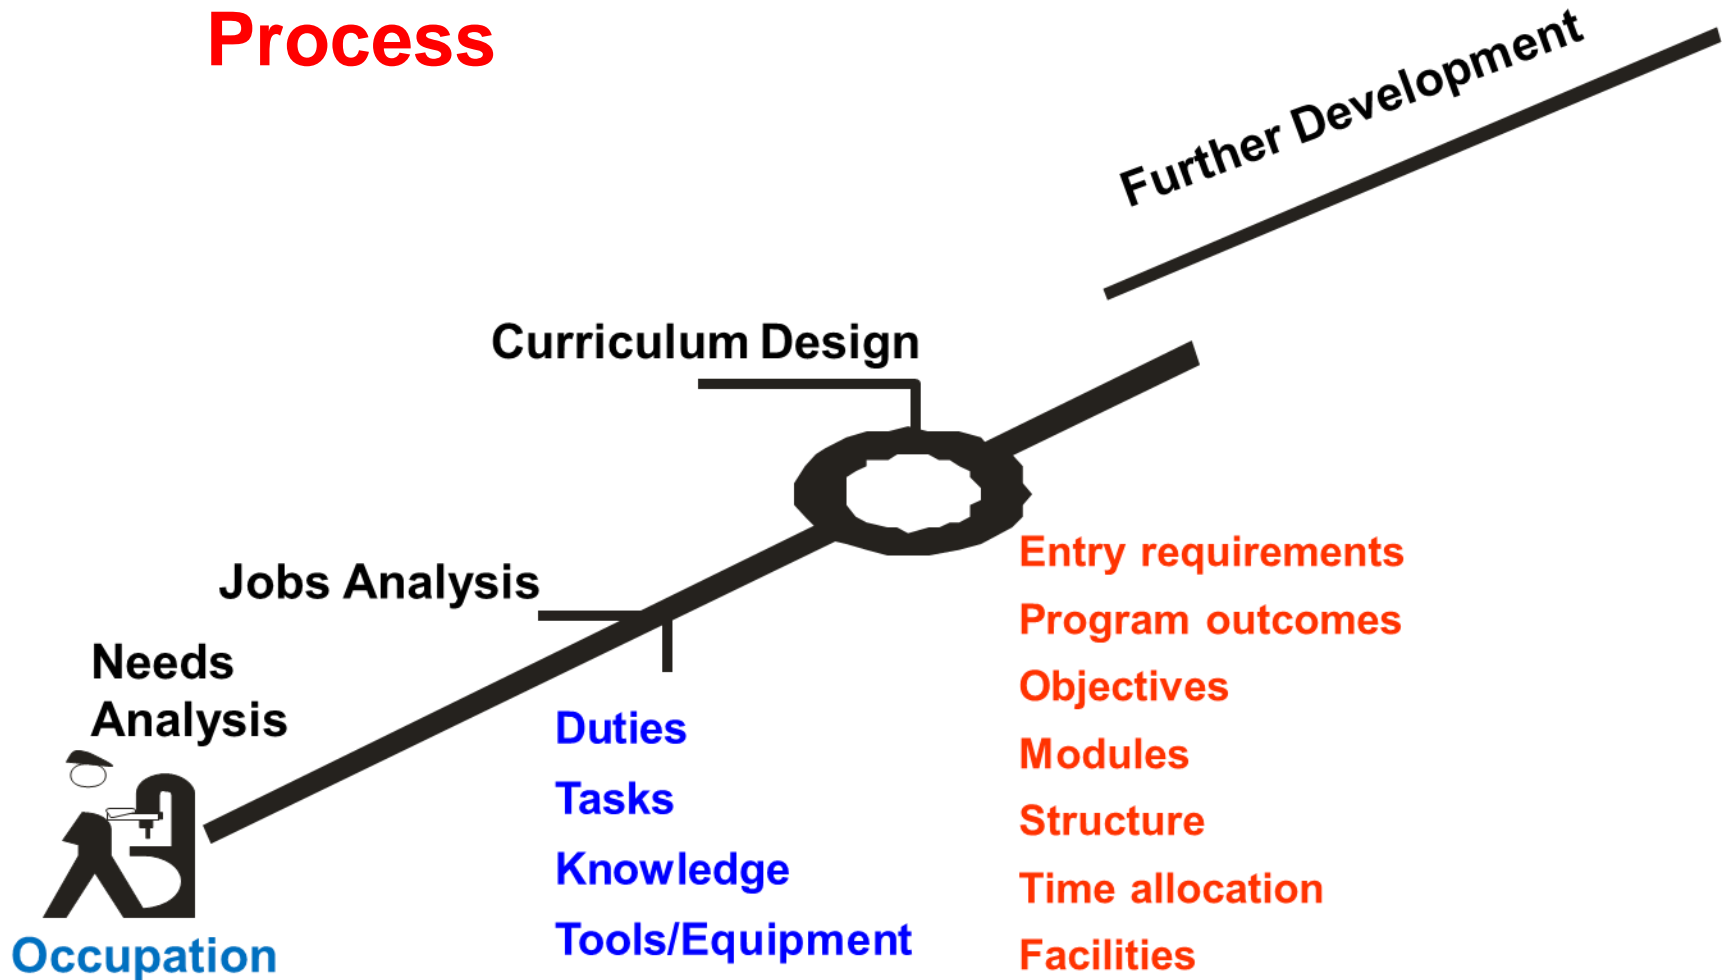 Process
Further Development
Curriculum Design
Jobs Analysis
Needs
Analysis
Occupation
Duties
Tasks
Knowledge
Tools/Equipment
Entry requirements
Program outcomes
Objectives
Modules
Structure
Time allocation
Facilities